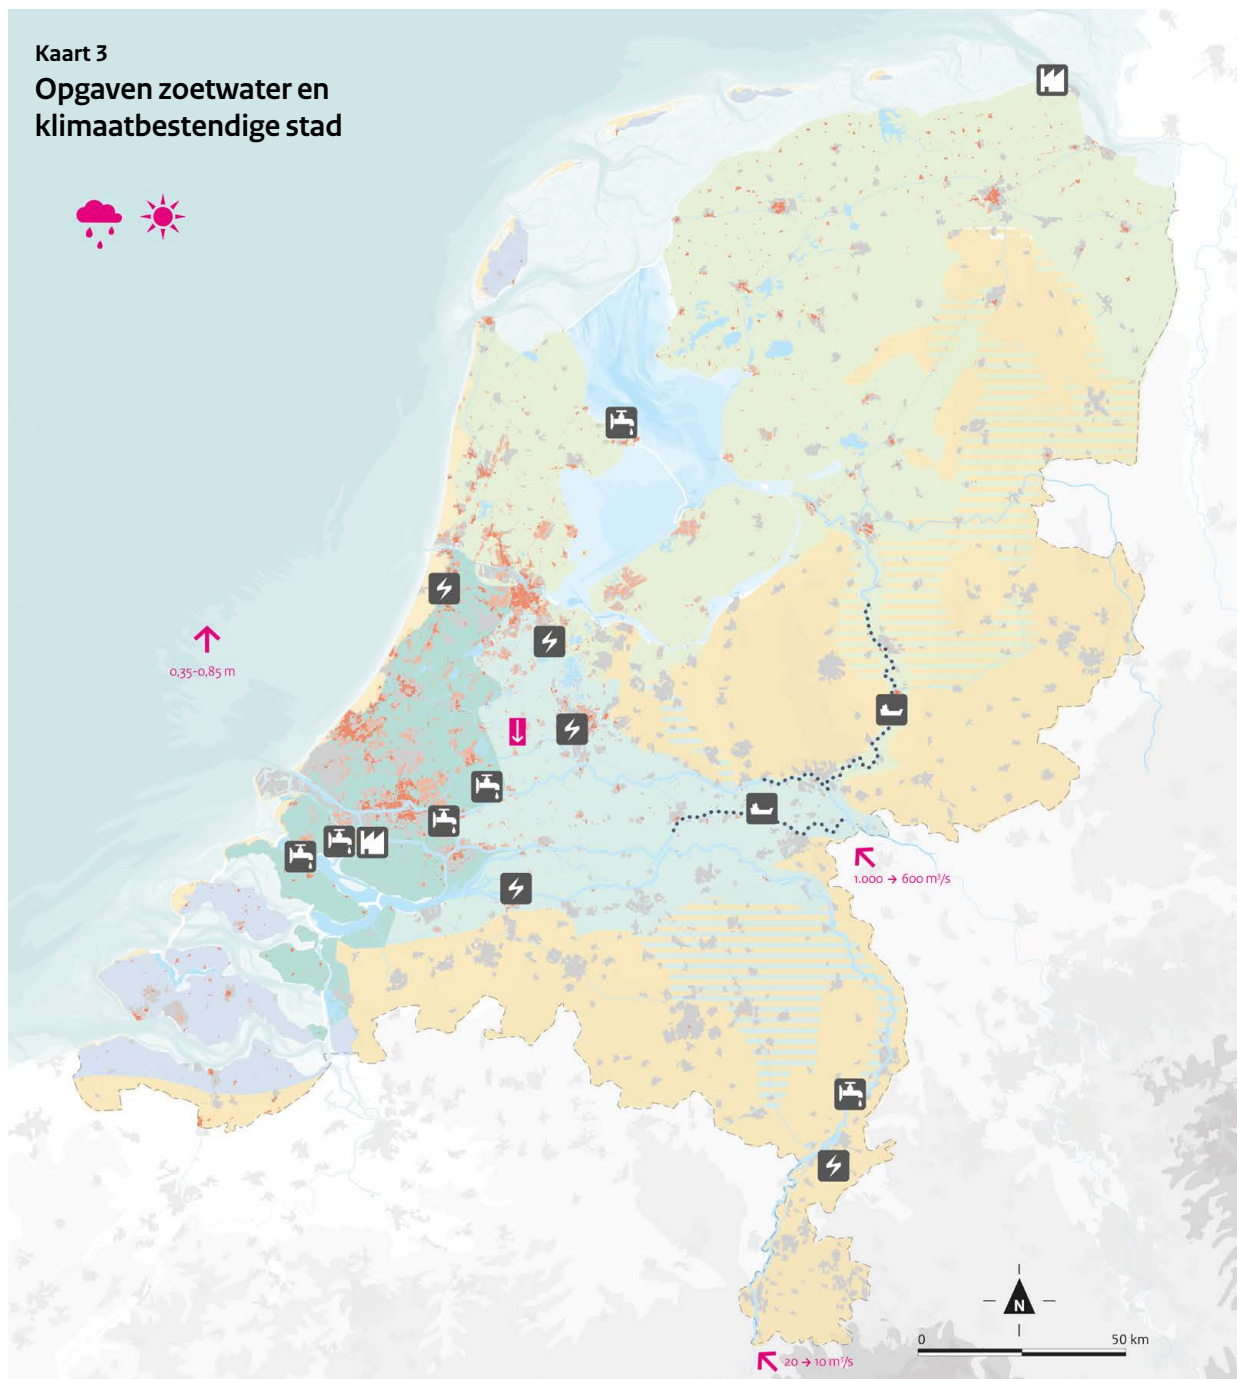 Kaart 3
Opgaven zoetwater en
klimaatbestendige stad
0,35-0,85 m
1.000 → 600 m³/s
N
0 50 km
20 → 10 m³/s